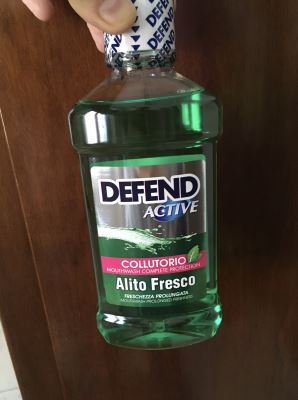 DEFEND
DEFEND
DEFEND
ACTIVE
COLLUTORIO
MOUTHWASH COMPLETE PROTECTION
Alito Fresco
FRESCHEZZA PROLUNGATA
MOUTHWASH PROLONGED FRESHNESS